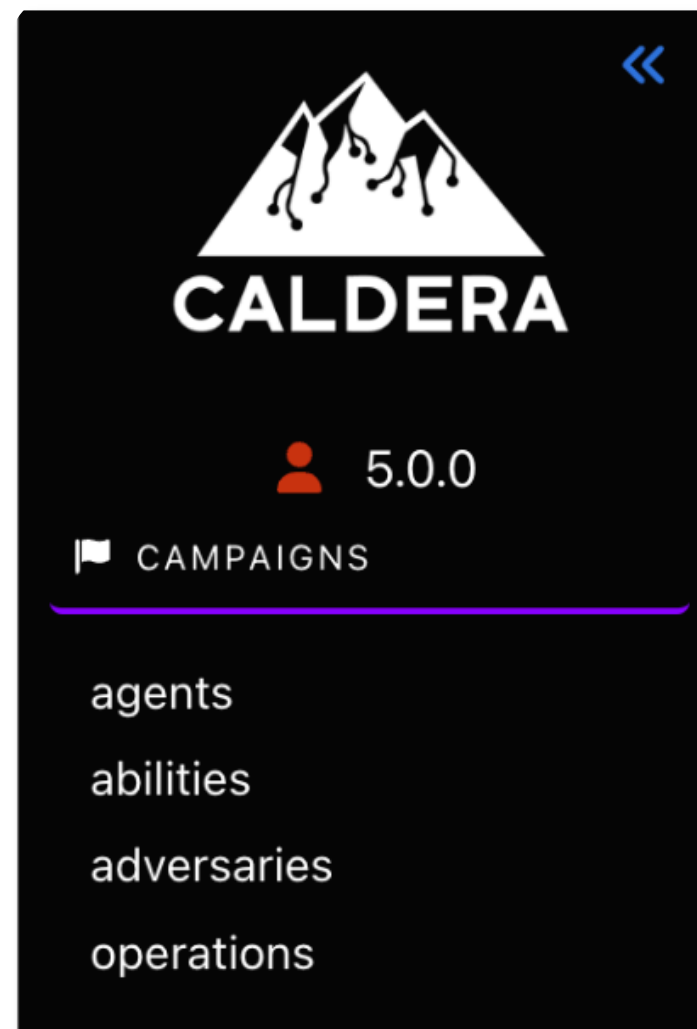 CALDERA
5.0.0
CAMPAIGNS
agents
abilities
adversaries
operations